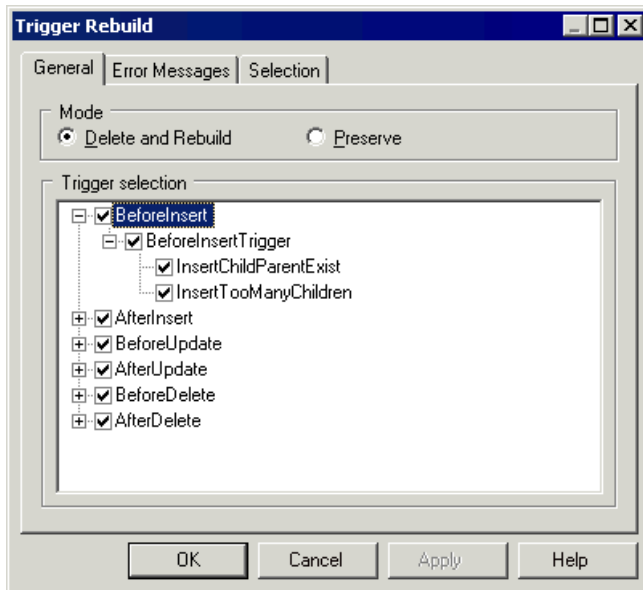 Trigger Rebuild
General Error Messages Selection
Mode
Delete and Rebuild Preserve
Trigger selection
BeforeInsert
BeforeInsertTrigger
InsertChildParentExist
InsertTooManyChildren
AfterInsert
BeforeUpdate
AfterUpdate
BeforeDelete
AfterDelete
OK Cancel Apply Help